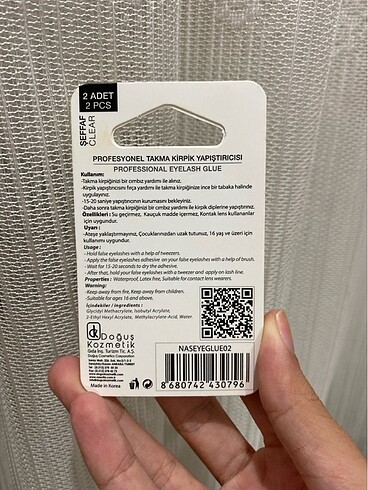 2 ADET
2 PCS
ŞEFFAF
CLEAR
PROFESYONEL TAKMA KİRPİK YAPIŞTIRICISI
PROFESSIONAL EYELASH GLUE
Kullanım:
-Takma kirpiğinizi bir cımbız yardımı ile alınız.
-Kirpik yapıştırıcısını fırça yardımı ile takma kirpiğinize ince bir tabaka halinde
uygulayınız.
-15-20 saniye yapıştırıcının kurumasını bekleyiniz.
-Daha sonra takma kirpiğinizi bir cımbız yardımı ile kirpik diplerine yapıştırınız.
Özellikleri : Su geçirmez, Kauçuk madde içermez, Kontak lens kullananlar
için uygundur.
Uyarı :
-Ateşe yaklaştırmayınız, Çocuklarınızdan uzak tutunuz, 16 yaş ve üzeri için
kullanımı uygundur.
Usage :
- Hold false eyelashes with a help of tweezers.
- Apply the false eyelashes adhesive on your false eyelashes with a help of brush.
- Wait for 15-20 seconds to dry the adhesive.
- After that, hold your false eyelashes with a tweezer and apply on lash line.
Properties : Waterproof, Latex free, Suitable for contact lens wearers.
Warning:
-Keep away from fire, Keep away from children.
-Suitable for ages 16 and above.
İçindekiler / Ingredients :
Glycidyl Methacrylate, Isobutyl Acrylate,
2-Ethyl Hexyl Acrylate, Methylacrylate Acid, Water.
Doğuş
Kozmetik
Gıda İnş. Turizm Tic. A.Ş.
Doğuş Cosmetics Corporation
Made in Korea
NASEYEGLUE02
8 680742 430796